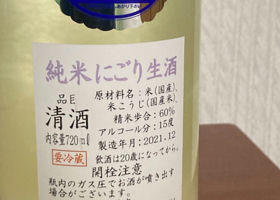 純米にごり生酒
品E
清酒
内容量720ml
要冷蔵
原材料名：米(国産)、
米こうじ(国産米)、
精米歩合：60%
アルコール分：15度
製造年月：2021.12
飲酒は20歳になってから。
開栓注意
瓶内のガス圧でお酒が噴き出す
場合がございます。